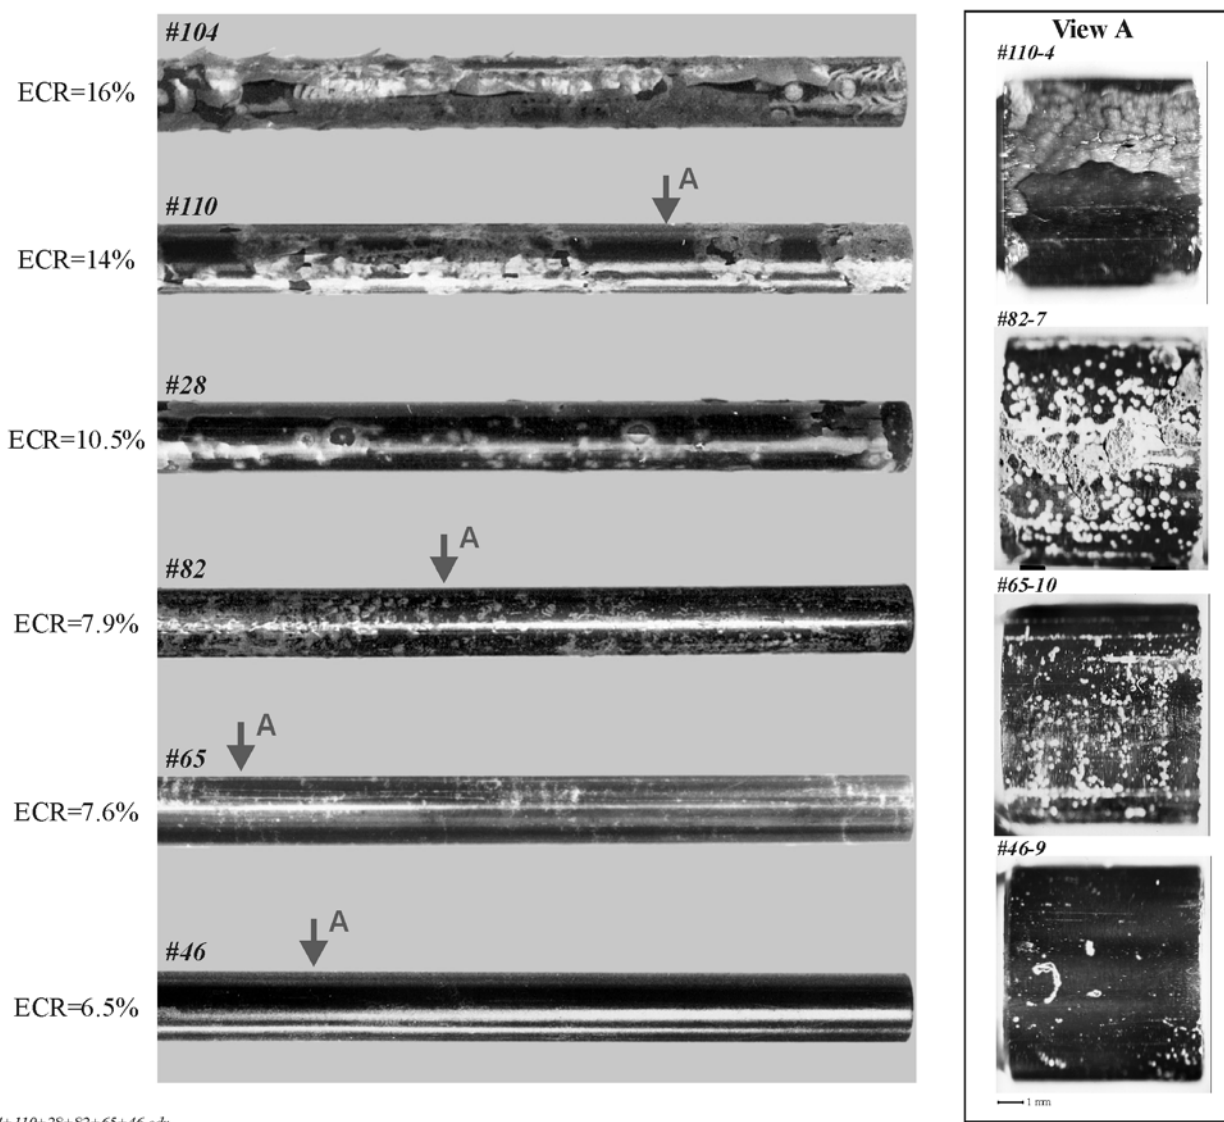 #104
ECR=16%
A
#110
ECR=14%
#28
ECR=10.5%
A
#82
ECR=7.9%
A
#65
ECR=7.6%
A
#46
ECR=6.5%
View A
#110-4
#82-7
#65-10
#46-9
1 mm